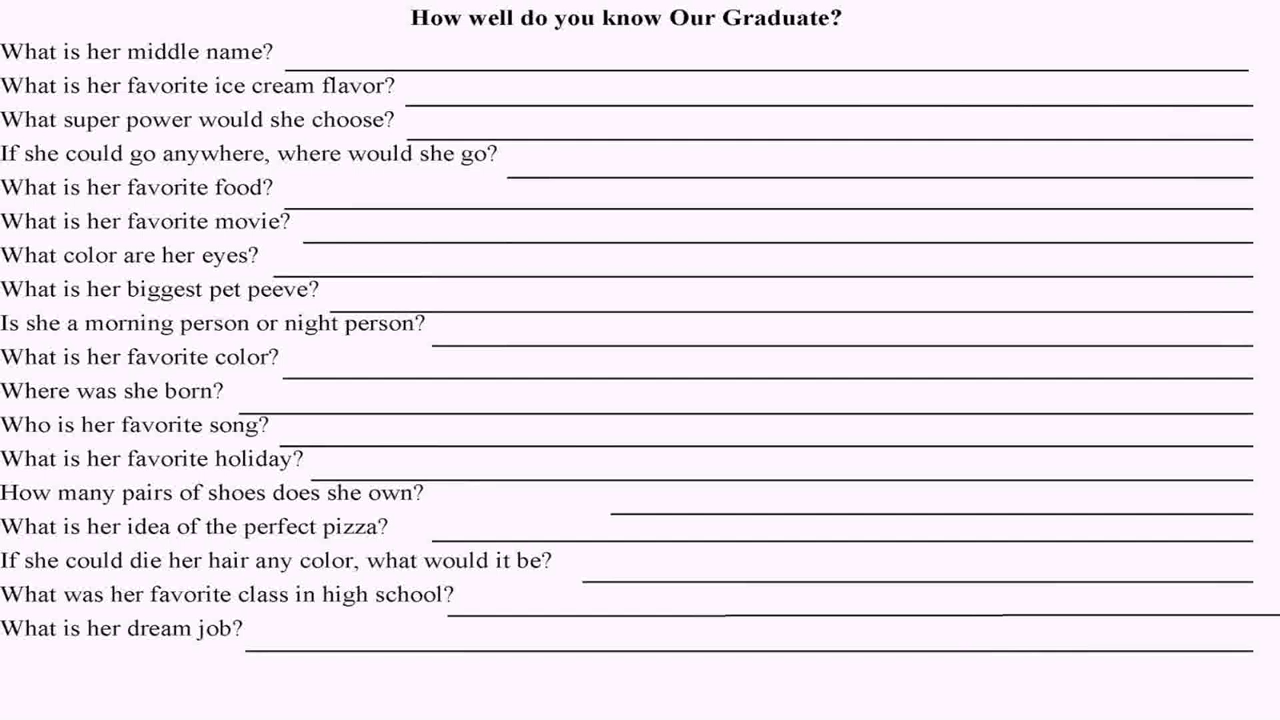 How well do you know Our Graduate?
What is her middle name?
What is her favorite ice cream flavor?
What super power would she choose?
If she could go anywhere, where would she go?
What is her favorite food?
What is her favorite movie?
What color are her eyes?
What is her biggest pet peeve?
Is she a morning person or night person?
What is her favorite color?
Where was she born?
Who is her favorite song?
What is her favorite holiday?
How many pairs of shoes does she own?
What is her idea of the perfect pizza?
If she could die her hair any color, what would it be?
What was her favorite class in high school?
What is her dream job?